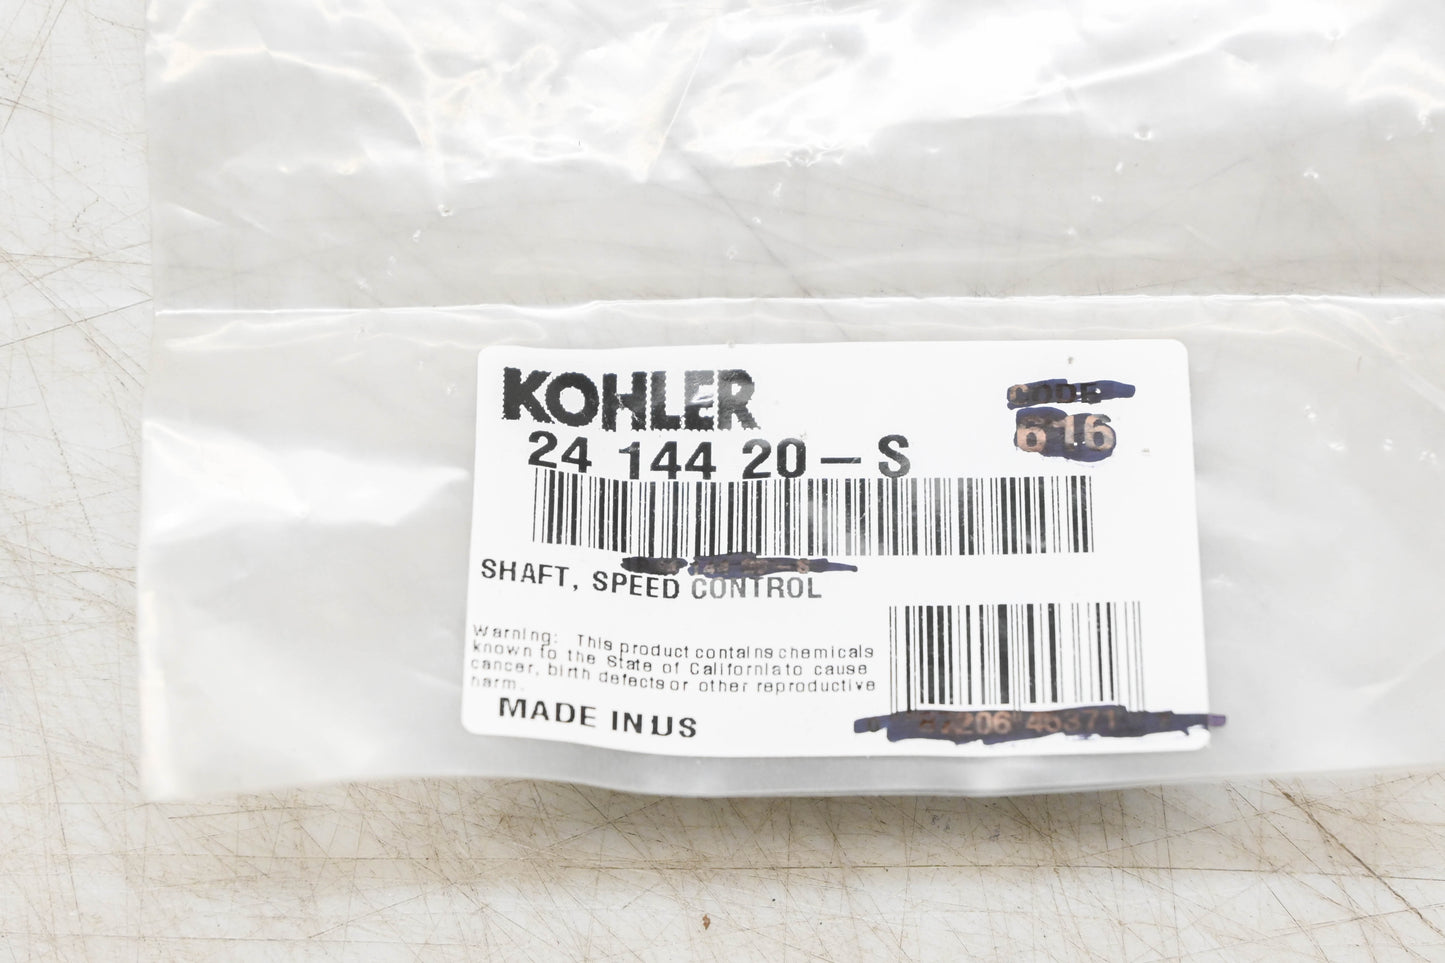 KOHLER
CODE
616
24 144 20-S
SHAFT, SPEED CONTROL
Warning: This product contains chemicals
known to the State of California to cause
cancer, birth defects or other reproductive
harm.
MADE IN US